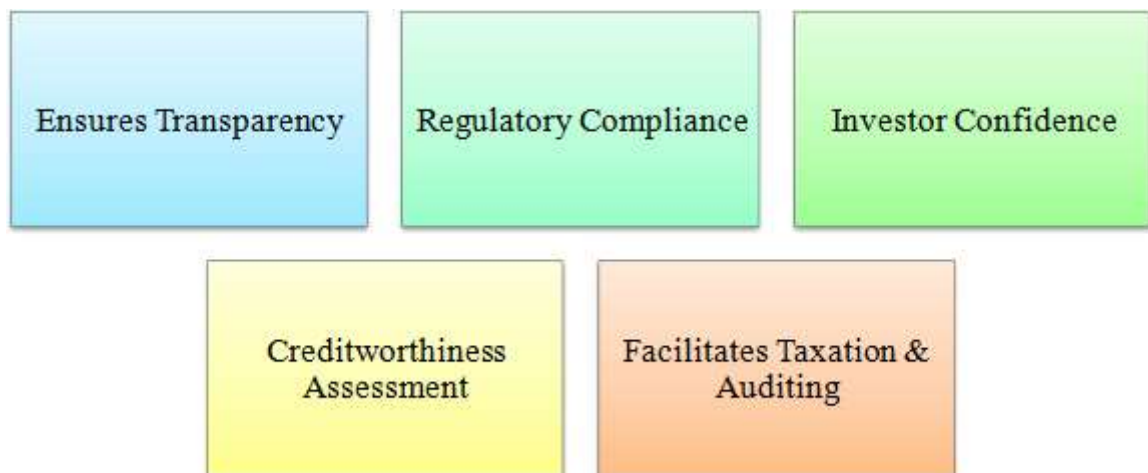 Ensures Transparency
Regulatory Compliance
Investor Confidence
Creditworthiness
Assessment
Facilitates Taxation &
Auditing